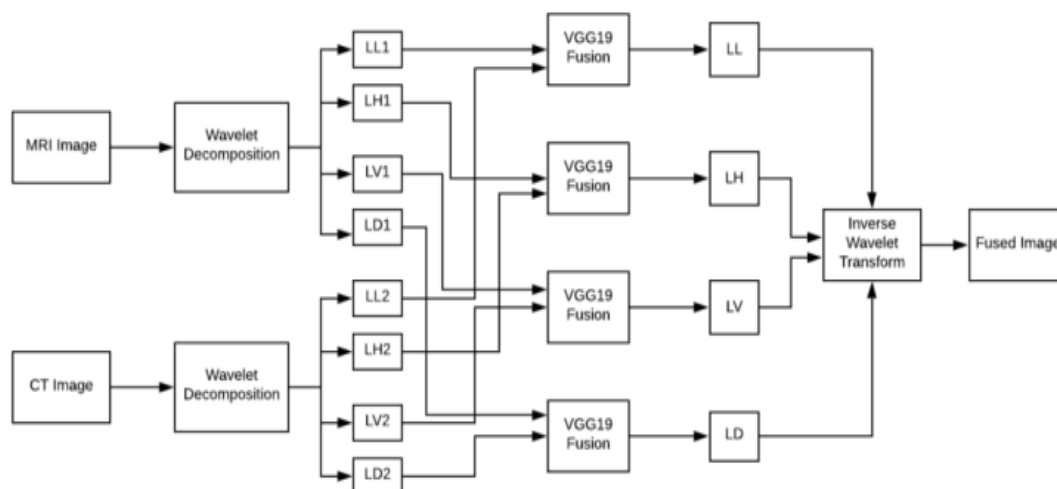 MRI Image
Wavelet
Decomposition
LL1
LH1
LV1
LD1
CT Image
Wavelet
Decomposition
LL2
LH2
LV2
LD2
VGG19
Fusion
VGG19
Fusion
VGG19
Fusion
VGG19
Fusion
LL
LH
LV
LD
Inverse
Wavelet
Transform
Fused Image